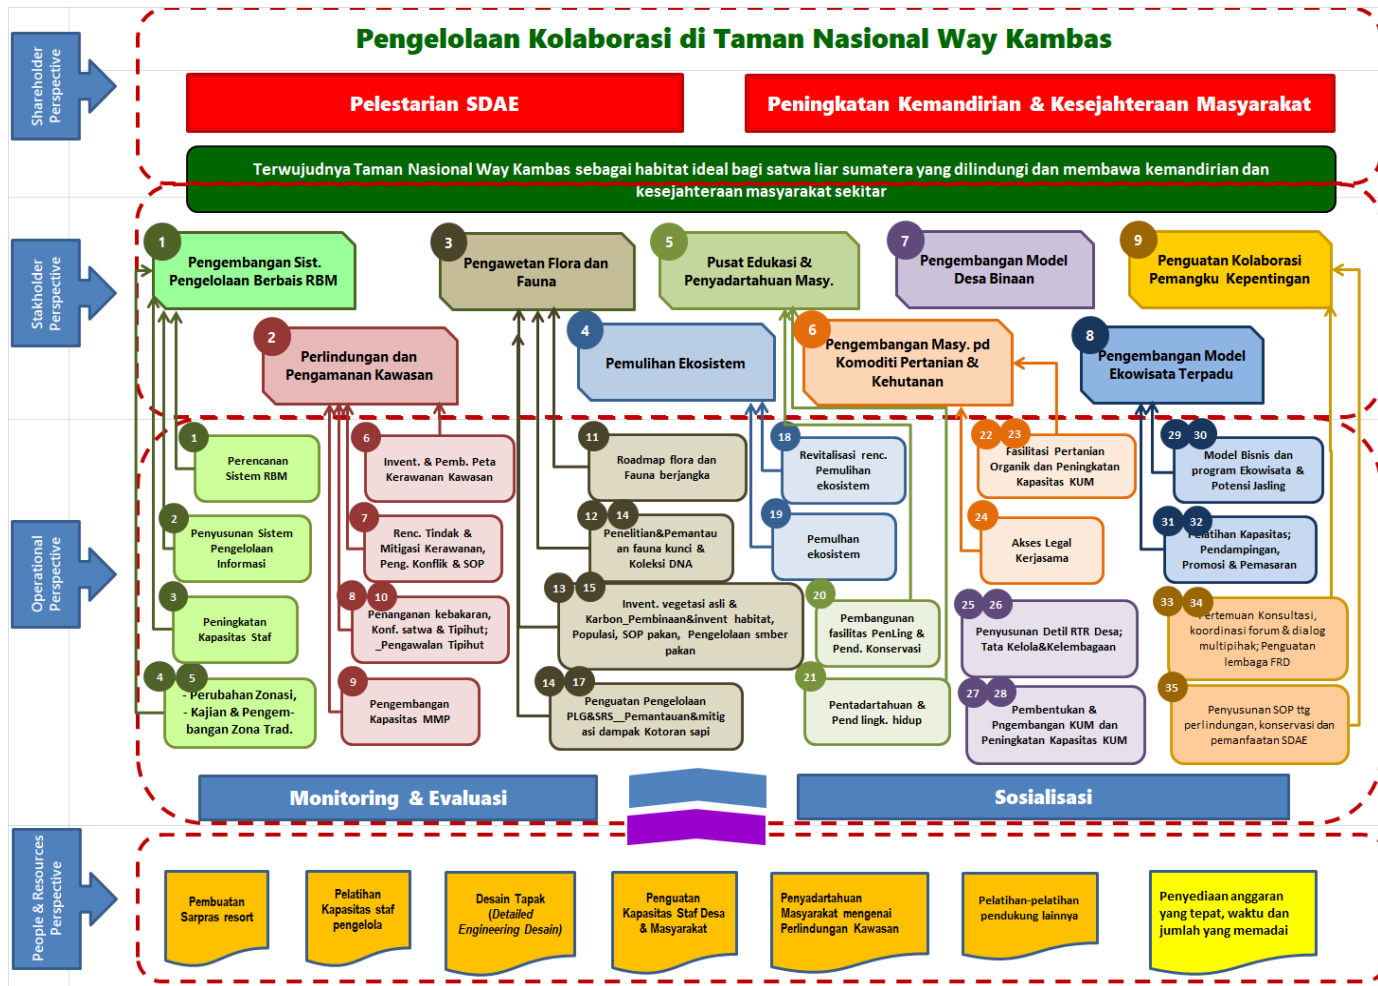 Shareholder
Perspective
Pengelolaan Kolaborasi di Taman Nasional Way Kambas
Pelestarian SDAE
Peningkatan Kemandirian & Kesejahteraan Masyarakat
Terwujudnya Taman Nasional Way Kambas sebagai habitat ideal bagi satwa liar sumatera yang dilindungi dan membawa kemandirian dan
kesejahteraan masyarakat sekitar
Stakholder
Perspective
1
Pengembangan Sist.
Pengelolaan Berbais RBM
2
Perlindungan dan
Pengamanan Kawasan
3
Pengawetan Flora dan
Fauna
4
Pemulihan Ekosistem
5
Pusat Edukasi &
Penyadartahuan Masy.
6
Pengembangan Masy. pd
Komoditi Pertanian &
Kehutanan
7
Pengembangan Model
Desa Binaan
8
Pengembangan Model
Ekowisata Terpadu
9
Penguatan Kolaborasi
Pemangku Kepentingan
Operational
Perspective
1
Perencanan
Sistem RBM
2
Penyusunan Sistem
Pengelolaan
Informasi
3
Peningkatan
Kapasitas Staf
4 5
- Perubahan Zonasi,
- Kajian & Pengem-
bangan Zona Trad.
6
Invent. & Pemb. Peta
Kerawanan Kawasan
7
Renc. Tindak &
Mitigasi Kerawanan,
Peng. Konflik & SOP
8 10
Penanganan kebakaran,
Konf. satwa & Tipihut;
_Pengawalan Tipihut
9
Pengembangan
Kapasitas MMP
11
Roadmap flora dan
Fauna berjangka
12 14
Penelitian&Pemantau
an fauna kunci &
Koleksi DNA
13 15
Invent. vegetasi asli &
Karbon_Pembinaan&invent habitat,
Populasi, SOP pakan, Pengelolaan smber
pakan
14 17
Penguatan Pengelolaan
PLG&SRS__Pemantauan&mitig
asi dampak Kotoran sapi
18
Revitalisasi renc.
Pemulihan
ekosistem
19
Pemulhan
ekosistem
20
Pembangunan
fasilitas PenLing &
Pend. Konservasi
21
Pentadartahuan &
Pend lingk. hidup
22 23
Fasilitasi Pertanian
Organik dan Peningkatan
Kapasitas KUM
24
Akses Legal
Kerjasama
25 26
Penyusunan Detil RTR Desa;
Tata Kelola&Kelembagaan
27 28
Pembentukan &
Pngembangan KUM dan
Peningkatan Kapasitas KUM
29 30
Model Bisnis dan
program Ekowisata &
Potensi Jasling
31 32
Pelatihan Kapasitas;
Pendampingan,
Promosi & Pemasaran
33 34
Pertemuan Konsultasi,
koordinasi forum & dialog
multipihak; Penguatan
lembaga FRD
35
Penyusunan SOP ttg
perlindungan, konservasi dan
pemanfaatan SDAE
Monitoring & Evaluasi
Sosialisasi
People & Resources
Perspective
Pembuatan
Sarpras resort
Pelatihan
Kapasitas staf
pengelola
Desain Tapak
(Detailed
Engineering Desain)
Penguatan
Kapasitas Staf Desa
& Masyarakat
Penyadartahuan
Masyarakat mengenai
Perlindungan Kawasan
Pelatihan-pelatihan
pendukung lainnya
Penyediaan anggaran
yang tepat, waktu dan
jumlah yang memadai